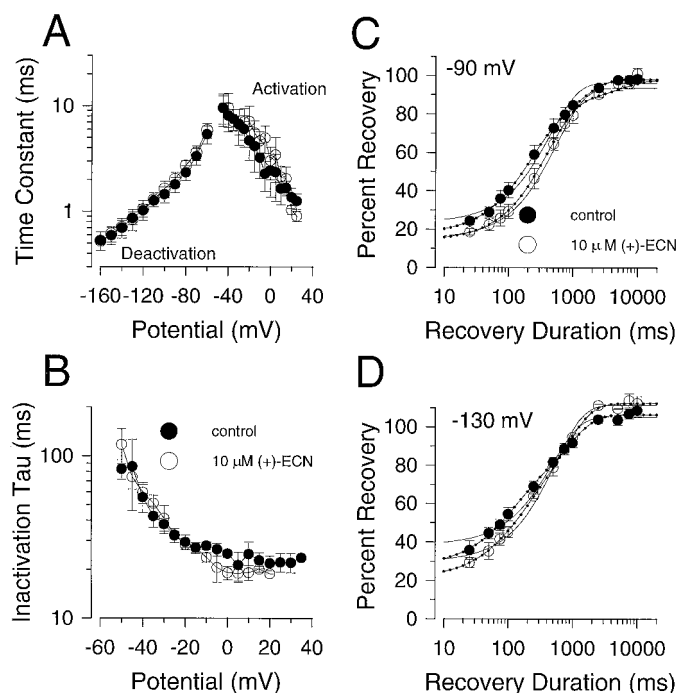 A
Time Constant (ms)
10
1
Activation
Deactivation
-160 -120 -80 -40 0 40
Potential (mV)
B
Inactivation Tau (ms)
100
10
control
10 μM (+)-ECN
-60 -40 -20 0 20 40
Potential (mV)
C
-90 mV
Percent Recovery
100
80
60
40
20
0
control
10 μM (+)-ECN
10 100 1000 10000
Recovery Duration (ms)
D
-130 mV
Percent Recovery
100
80
60
40
20
0
10 100 1000 10000
Recovery Duration (ms)